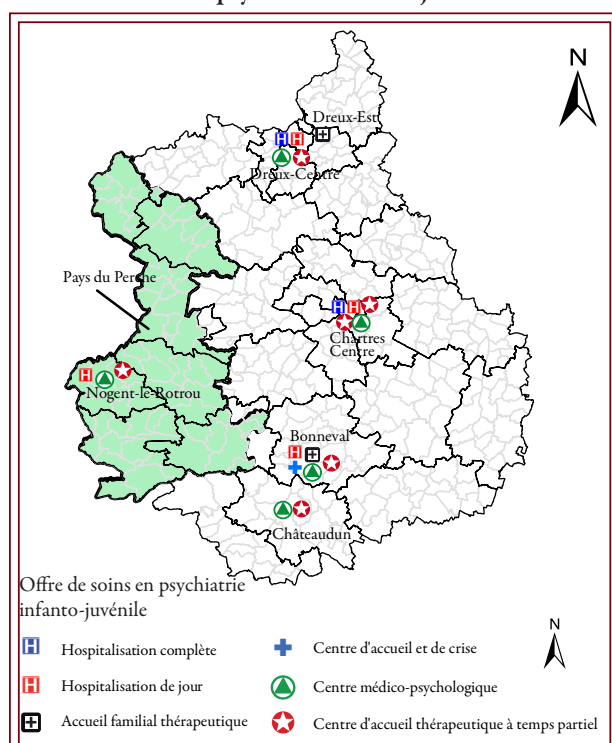 N
Dreux-Est
Dreux-Centre
Pays du Perche
Chartres
Centre
Nogent-le-Rotrou
Bonneval
Châteaudun
Offre de soins en psychiatrie
infanto-juvénile
N
H Hospitalisation complète
Centre d'accueil et de crise
H Hospitalisation de jour
Centre médico-psychologique
Accueil familial thérapeutique
Centre d'accueil thérapeutique à temps partiel